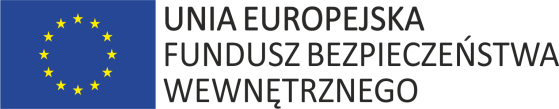 UNIA EUROPEJSKA
FUNDUSZ BEZPIECZEŃSTWA
WEWNĘTRZNEGO